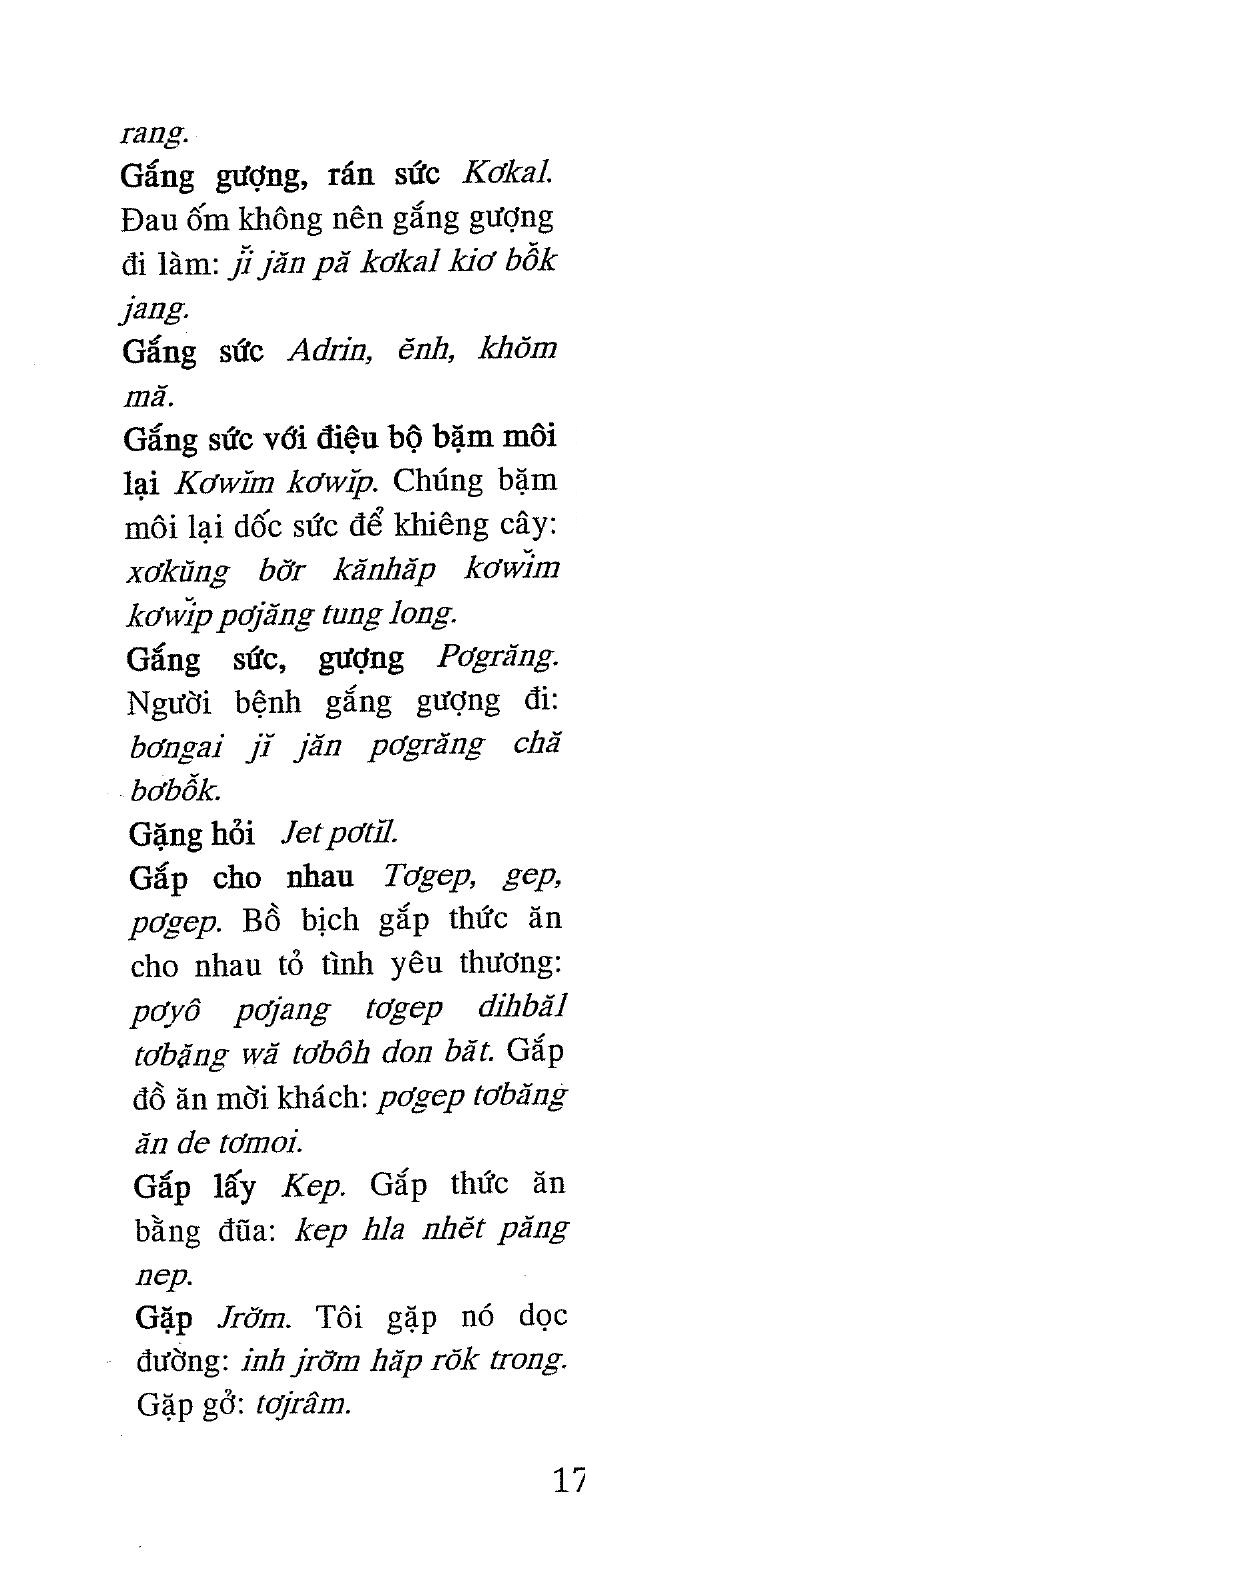 rang.
Gắng gượng, rán sức Kơkal.
Đau ốm không nên gắng gượng
đi làm: jĭ jăn pă kơkal kiơ bô̆k
jang.
Gắng sức Adrin, ĕnh, khŏm
mă.
Gắng sức với điệu bộ bặm môi
lại Kơwĭm kơwĭp. Chúng bặm
môi lại dốc sức để khiêng cây:
xơkŭng bơ̆r kănhăp kơwĭm
kơwĭp pơjăng tung long.
Gắng sức, gượng Pơgrăng.
Người bệnh gắng gượng đi:
bơngai jĭ jăn pơgrăng chă
bơbô̆k.
Gặng hỏi Jet pơtĭl.
Gắp cho nhau Tơgep, gep,
pơgep. Bồ bịch gắp thức ăn
cho nhau tỏ tình yêu thương:
pơyô pơjang tơgep dihbăl
tơbặng wă tơbôh don băt. Gắp
đồ ăn mời khách: pơgep tơbăng
ăn de tơmoi.
Gắp lấy Kep. Gắp thức ăn
bằng đũa: kep hla nhĕt păng
nep.
Gặp Jrơ̆m. Tôi gặp nó dọc
đường: inh jrơ̆m hăp rŏk trong.
Gặp gở: tơjrâm.
17